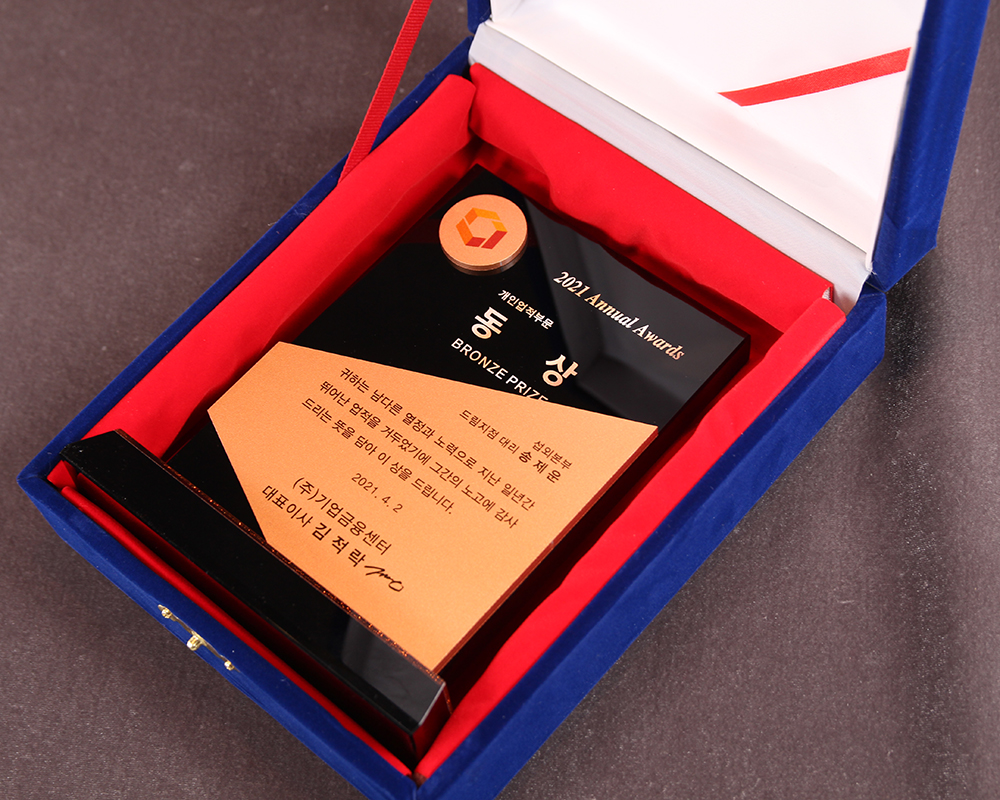 2021 Annual Awards
개인업적부문
동 상
BRONZE PRIZE
섭외본부
드림지점 대리 송 재 운
귀하는 남다른 열정과 노력으로 지난 일년간
뛰어난 업적을 거두었기에 그간의 노고에 감사
드리는 뜻을 담아 이 상을 드립니다.
2021. 4. 2
(주)기업금융센터
대표이사 김 적 락